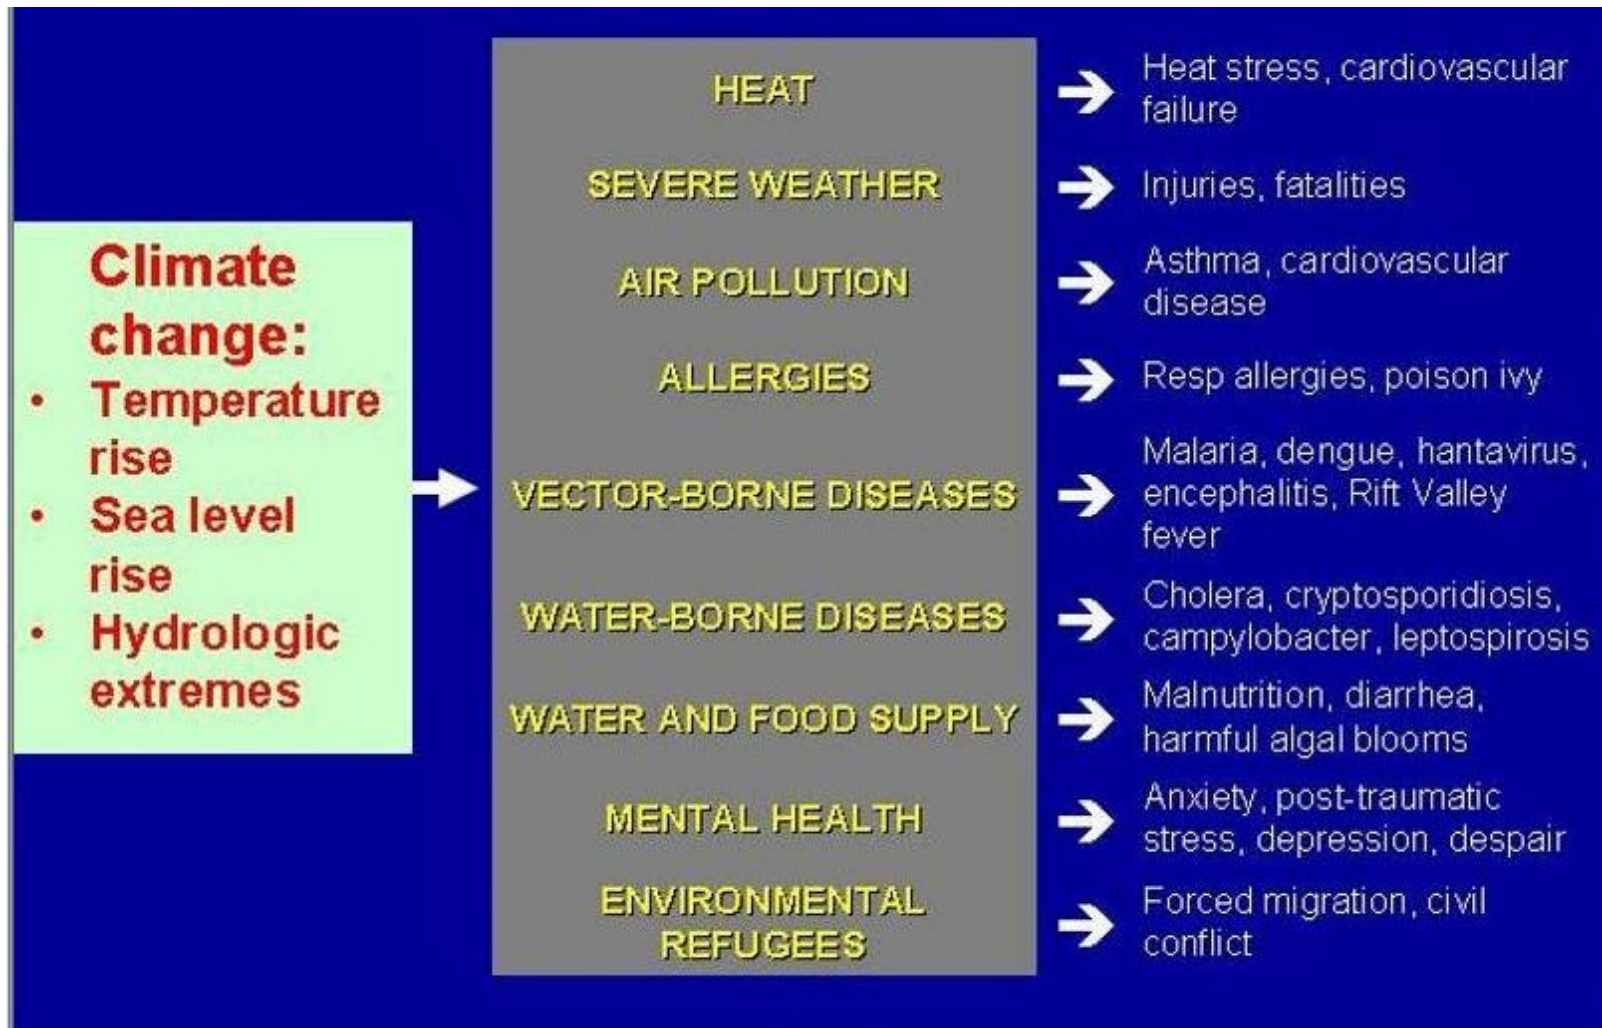 Climate
change:
• Temperature
rise
• Sea level
rise
• Hydrologic
extremes
HEAT
Heat stress, cardiovascular
failure
SEVERE WEATHER
Injuries, fatalities
AIR POLLUTION
Asthma, cardiovascular
disease
ALLERGIES
Resp allergies, poison ivy
VECTOR-BORNE DISEASES
Malaria, dengue, hantavirus,
encephalitis, Rift Valley
fever
WATER-BORNE DISEASES
Cholera, cryptosporidiosis,
campylobacter, leptospirosis
WATER AND FOOD SUPPLY
Malnutrition, diarrhea,
harmful algal blooms
MENTAL HEALTH
Anxiety, post-traumatic
stress, depression, despair
ENVIRONMENTAL
REFUGEES
Forced migration, civil
conflict